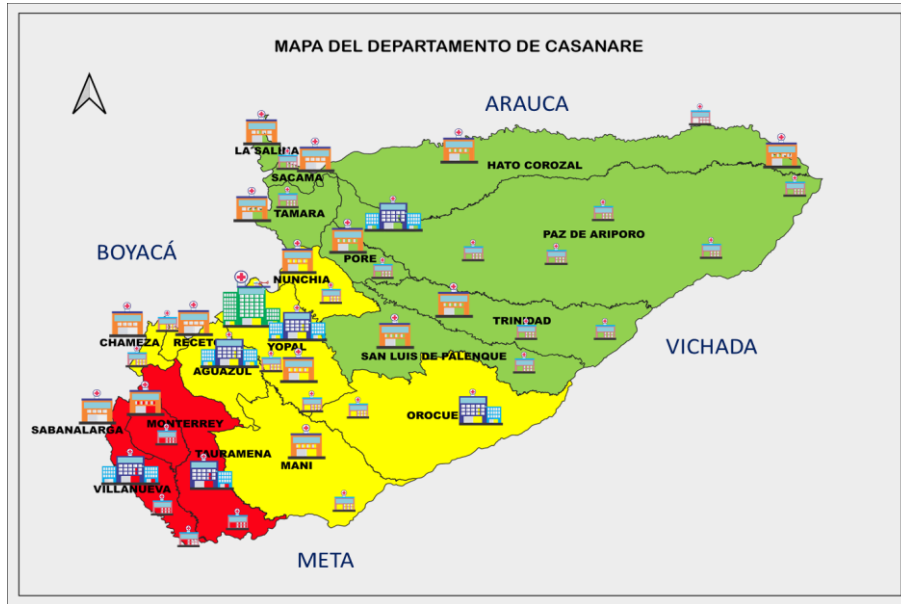 MAPA DEL DEPARTAMENTO DE CASANARE
ARAUCA
LA SALINA
HATO COROZAL
SACAMA
TAMARA
PAZ DE ARIPORO
BOYACÁ
PORE
NUNCHIA
TRINIDAD
CHAMEZA
RECETO
YOPAL
VICHADA
SAN LUIS DE PALENQUE
AGUAZUL
OROCUE
SABANALARGA
MONTERREY
TAURAMENA
MANI
VILLANUEVA
META